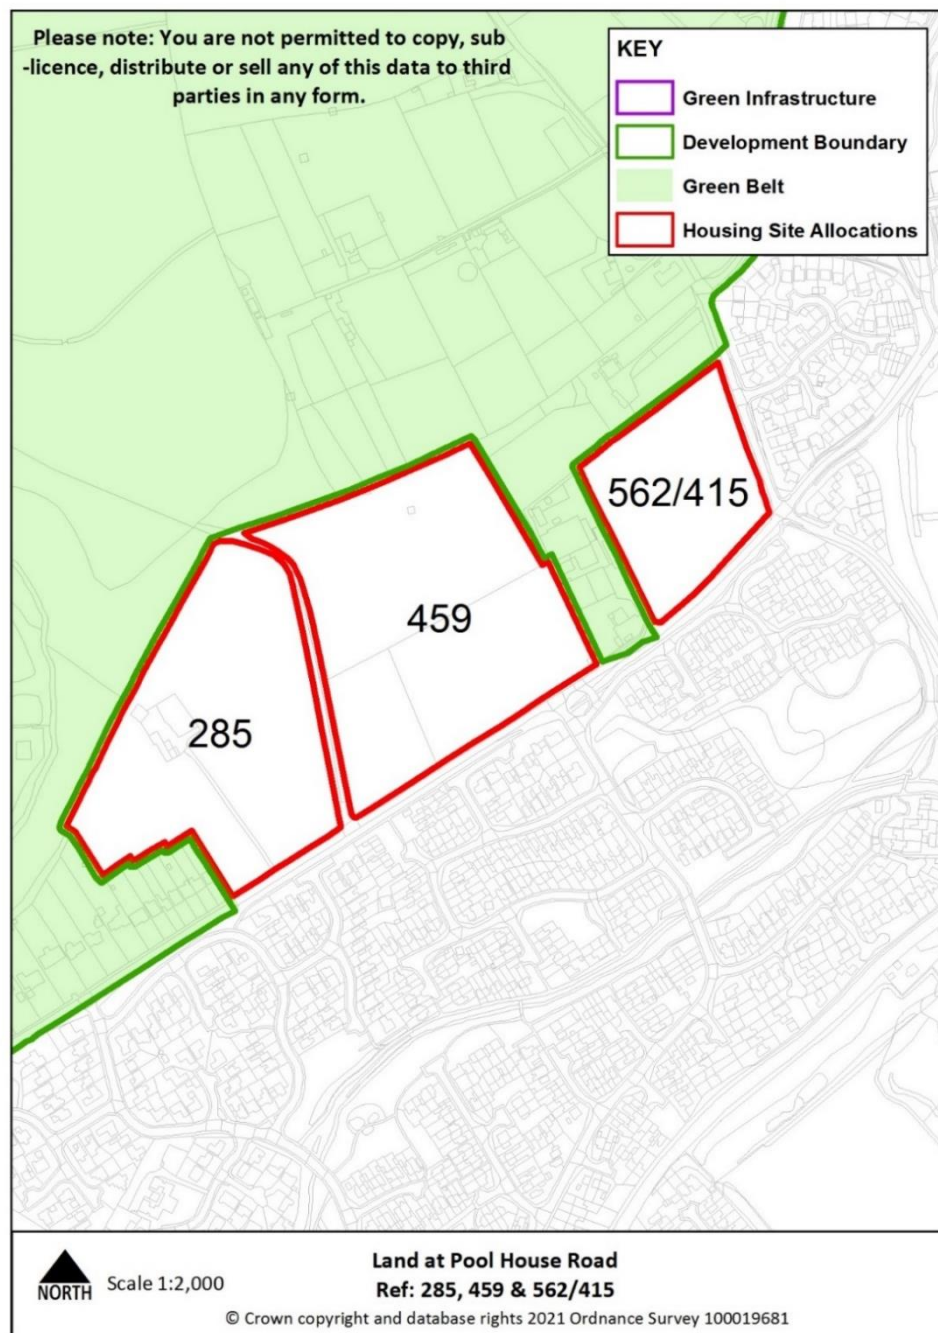 Please note: You are not permitted to copy, sub
-licence, distribute or sell any of this data to third
parties in any form.
KEY
Green Infrastructure
Development Boundary
Green Belt
Housing Site Allocations
562/415
459
285
NORTH
Scale 1:2,000
Land at Pool House Road
Ref: 285, 459 & 562/415
© Crown copyright and database rights 2021 Ordnance Survey 100019681